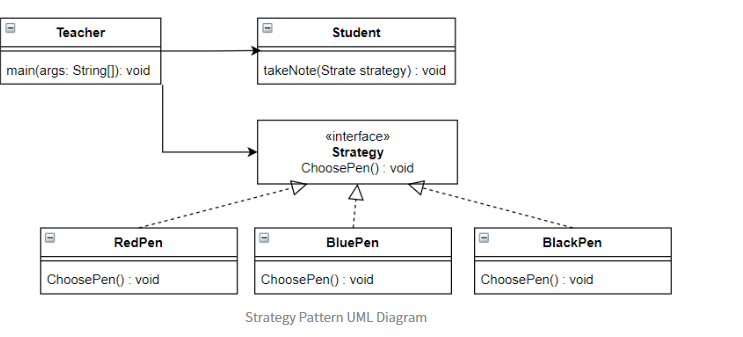 Teacher
main(args: String[]): void
Student
takeNote(Strate strategy) : void
«interface»
Strategy
ChoosePen() : void
RedPen
ChoosePen() : void
BluePen
ChoosePen() : void
BlackPen
ChoosePen() : void
Strategy Pattern UML Diagram